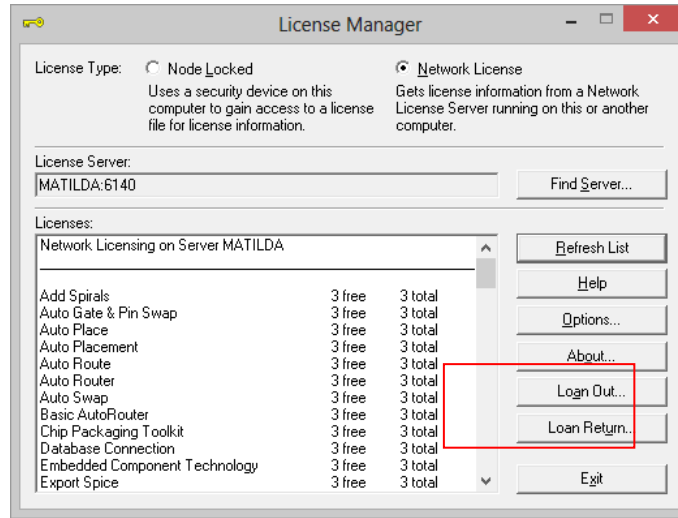 License Manager
License Type:
Node Locked
Uses a security device on this
computer to gain access to a license
file for license information.
Network License
Gets license information from a Network
License Server running on this or another
computer.
License Server:
MATILDA:6140
Find Server...
Licenses:
Network Licensing on Server MATILDA
Add Spirals 3 free 3 total
Auto Gate & Pin Swap 3 free 3 total
Auto Place 3 free 3 total
Auto Placement 3 free 3 total
Auto Route 3 free 3 total
Auto Router 3 free 3 total
Auto Swap 3 free 3 total
Basic AutoRouter 3 free 3 total
Chip Packaging Toolkit 3 free 3 total
Database Connection 3 free 3 total
Embedded Component Technology 3 free 3 total
Export Spice 3 free 3 total
Refresh List
Help
Options...
About...
Loan Out...
Loan Return...
Exit